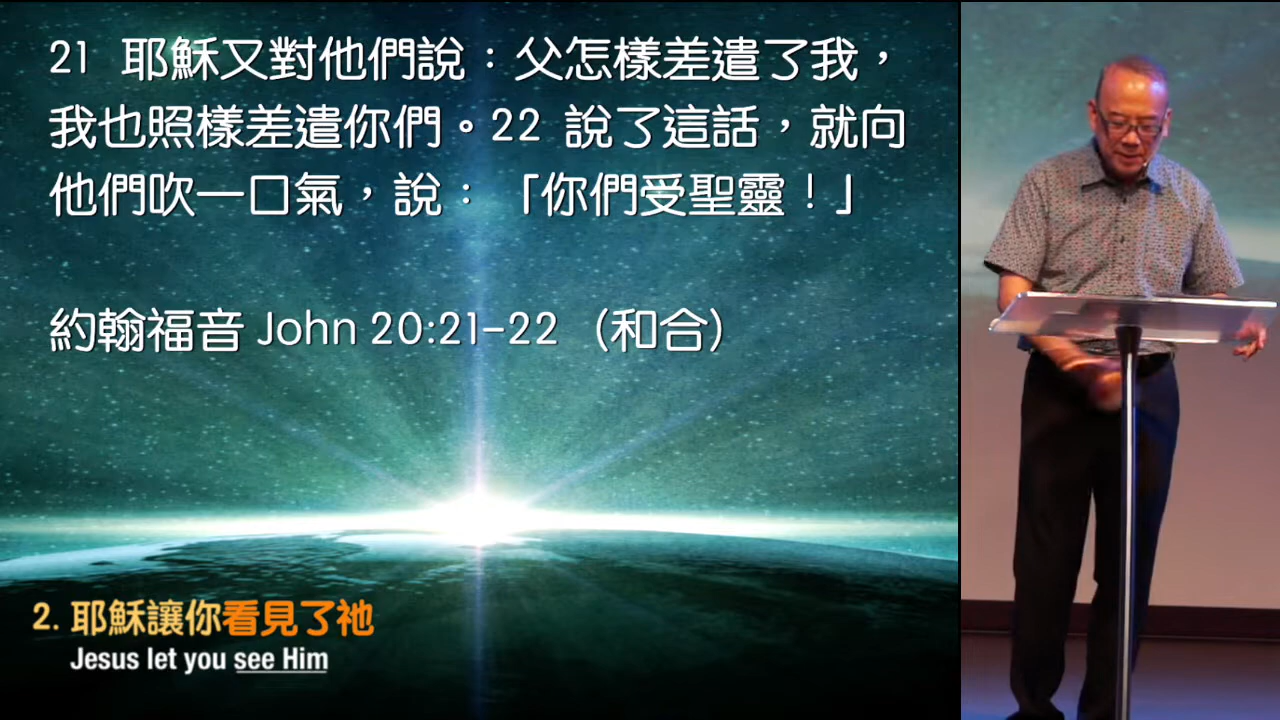 21 耶穌又對他們說：父怎樣差遣了我，
我也照樣差遣你們。22 說了這話，就向
他們吹一口氣，說：「你們受聖靈！」
約翰福音 John 20:21-22 （和合）
2. 耶穌讓你看見了祂
Jesus let you see Him